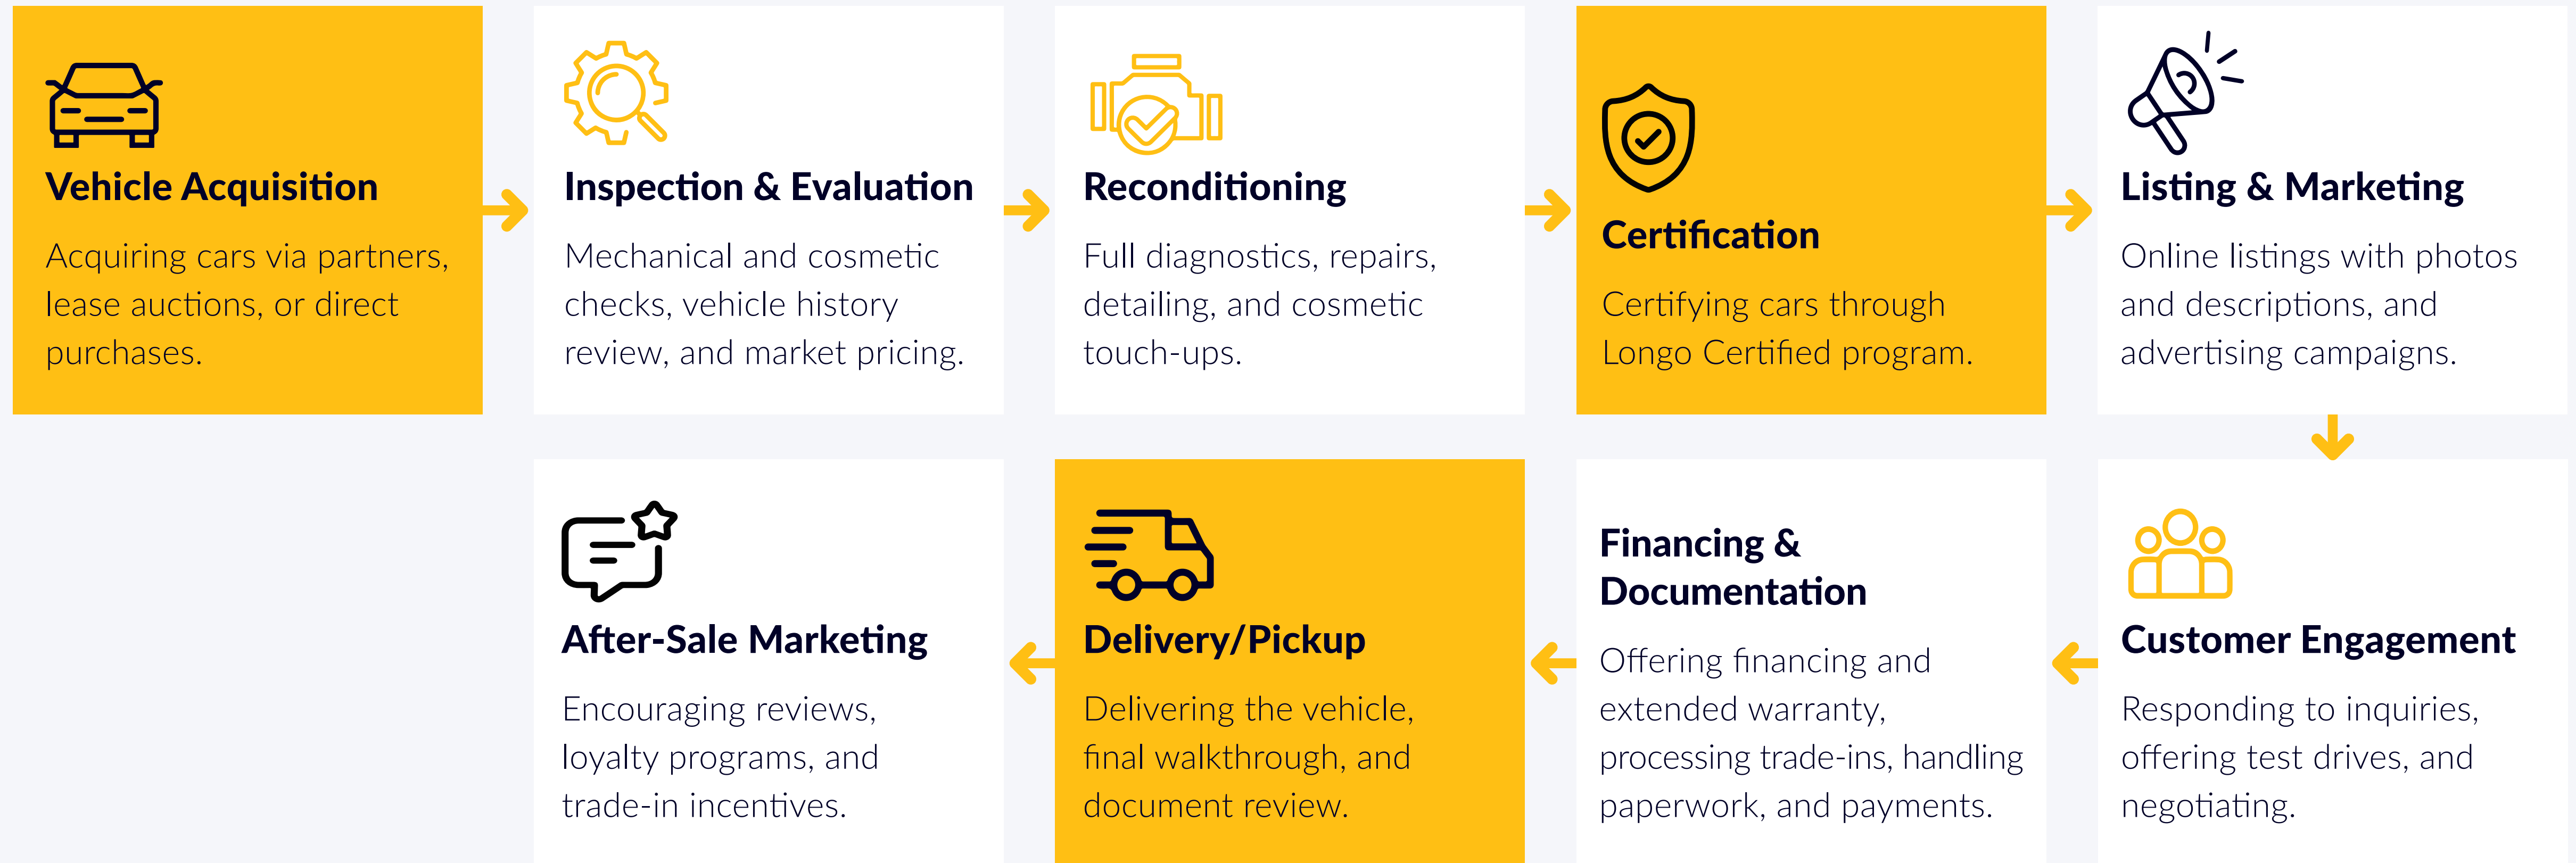 Vehicle Acquisition
Acquiring cars via partners,
lease auctions, or direct
purchases.
Inspection & Evaluation
Mechanical and cosmetic
checks, vehicle history
review, and market pricing.
Reconditioning
Full diagnostics, repairs,
detailing, and cosmetic
touch-ups.
Certification
Certifying cars through
Longo Certified program.
Listing & Marketing
Online listings with photos
and descriptions, and
advertising campaigns.
Customer Engagement
Responding to inquiries,
offering test drives, and
negotiating.
Financing &
Documentation
Offering financing and
extended warranty,
processing trade-ins, handling
paperwork, and payments.
Delivery/Pickup
Delivering the vehicle,
final walkthrough, and
document review.
After-Sale Marketing
Encouraging reviews,
loyalty programs, and
trade-in incentives.